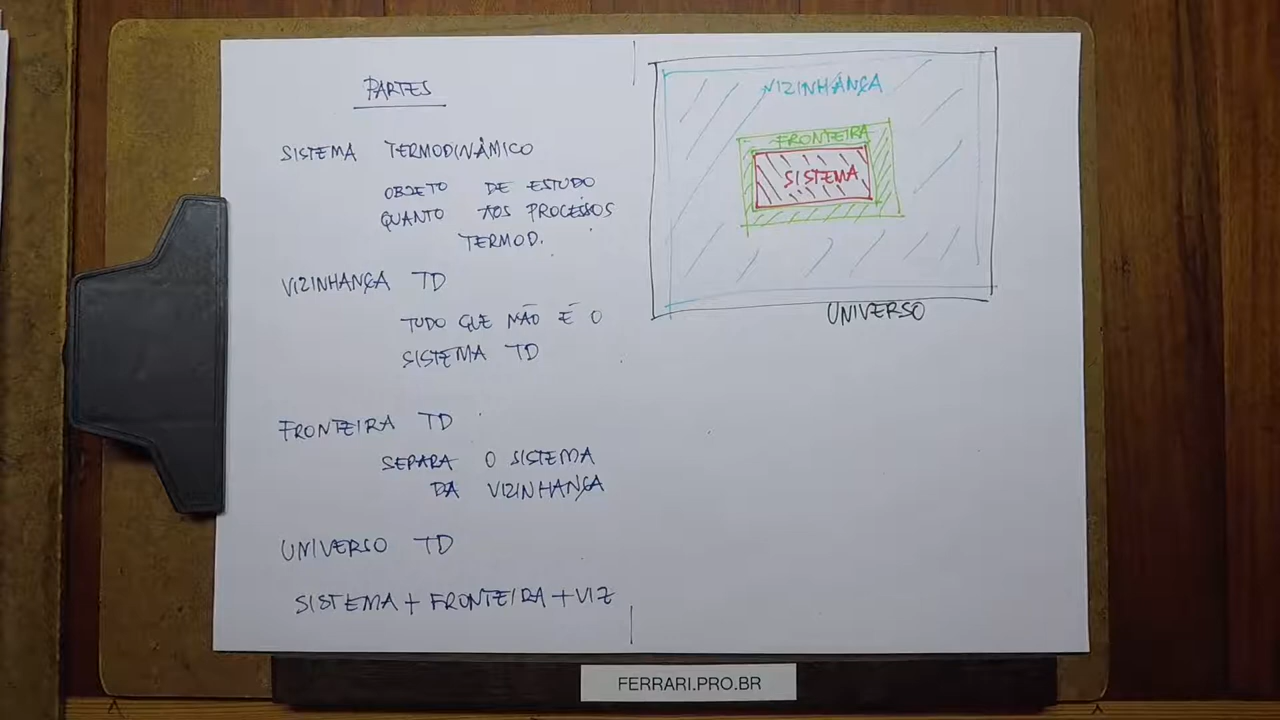 PARTES
SISTEMA TERMODINÂMICO
OBJETO DE ESTUDO
QUANTO AOS PROCESSOS
TERMOD.
VIZINHANÇA TD
TUDO QUE NÃO É O
SISTEMA TD
FRONTEIRA TD
SEPARA O SISTEMA
DA VIZINHANÇA
UNIVERSO TD
SISTEMA + FRONTEIRA + VIZ
VIZINHANÇA
FRONTEIRA
SISTEMA
UNIVERSO
FERRARI.PRO.BR